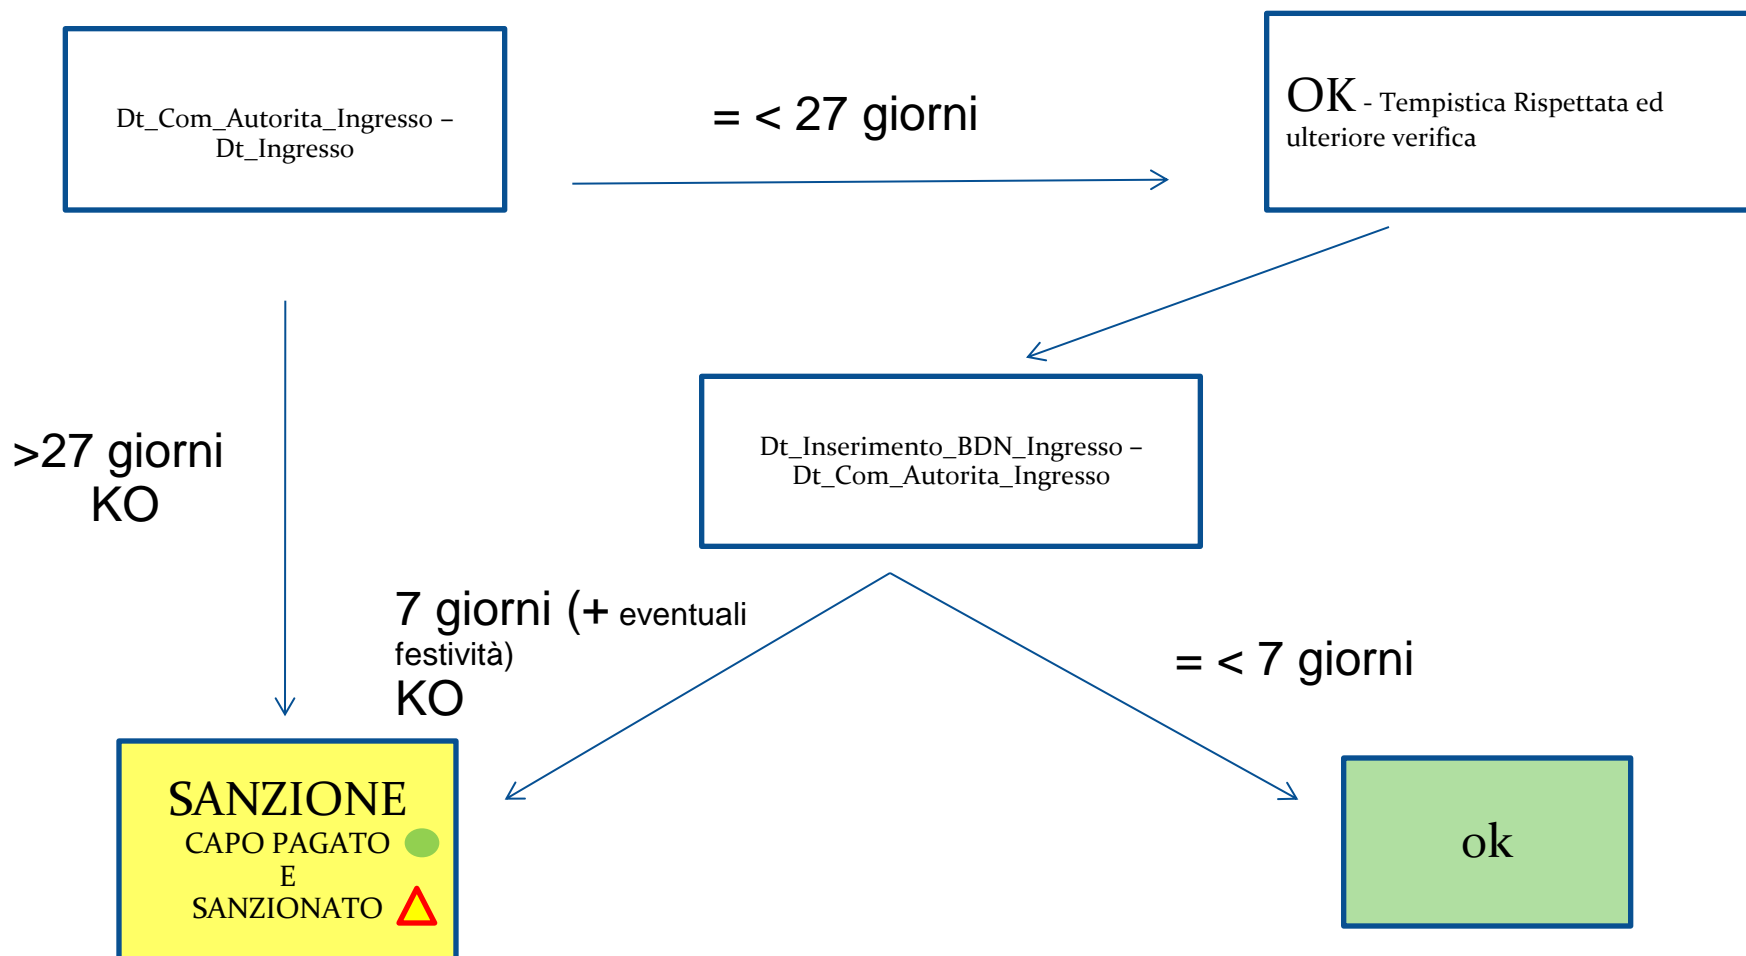 Dt_Com_Autorita_Ingresso –
Dt_Ingresso
= < 27 giorni
OK - Tempistica Rispettata ed
ulteriore verifica
>27 giorni
KO
Dt_Inserimento_BDN_Ingresso –
Dt_Com_Autorita_Ingresso
7 giorni (+ eventuali
festività)
KO
= < 7 giorni
SANZIONE
CAPO PAGATO
E
SANZIONATO
ok